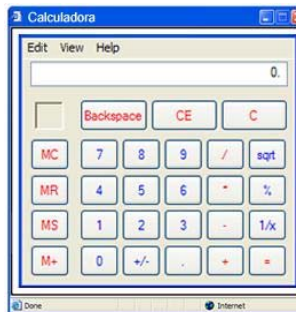 Calculadora
Edit View Help
0.
Backspace CE C
MC 7 8 9 / sqrt
MR 4 5 6 * %
MS 1 2 3 - 1/x
M+ 0 +/- . + =
Done Internet